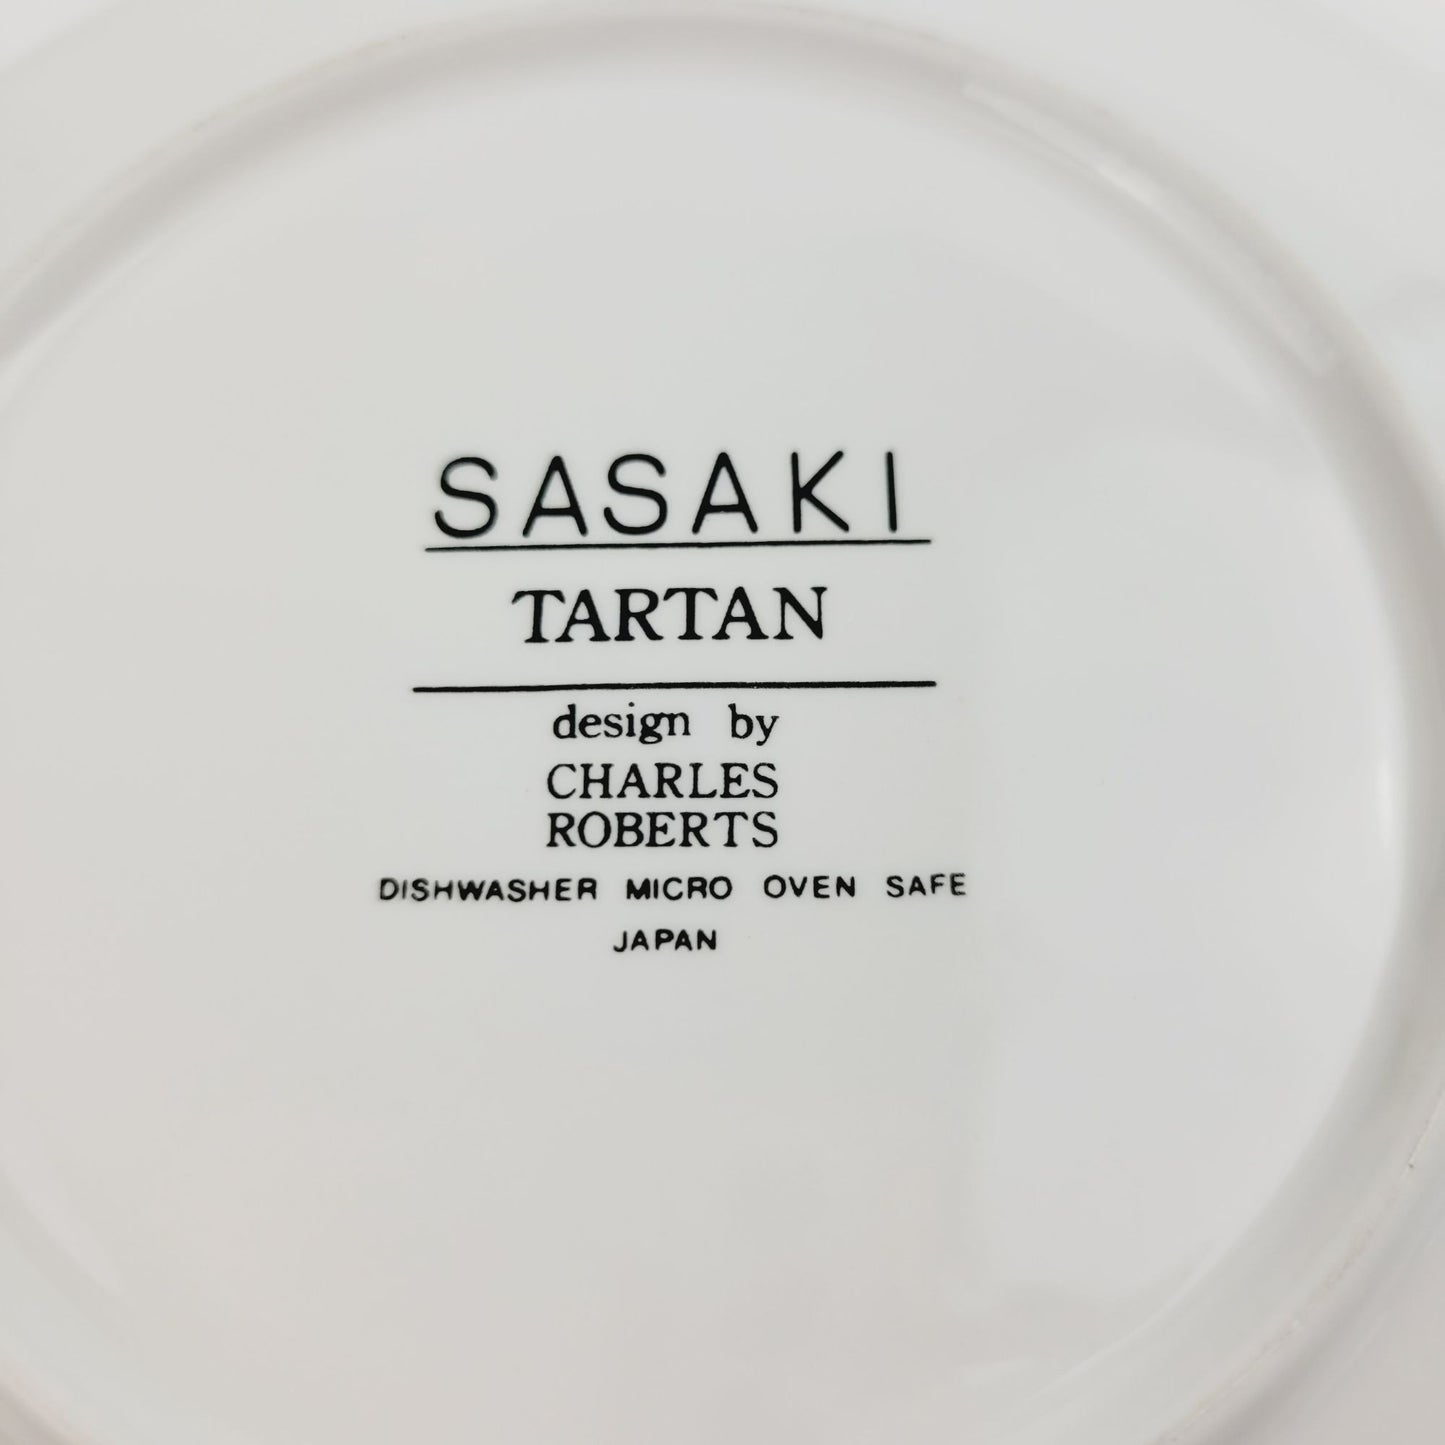 SASAKI
TARTAN
design by
CHARLES
ROBERTS
DISHWASHER MICRO OVEN SAFE
JAPAN